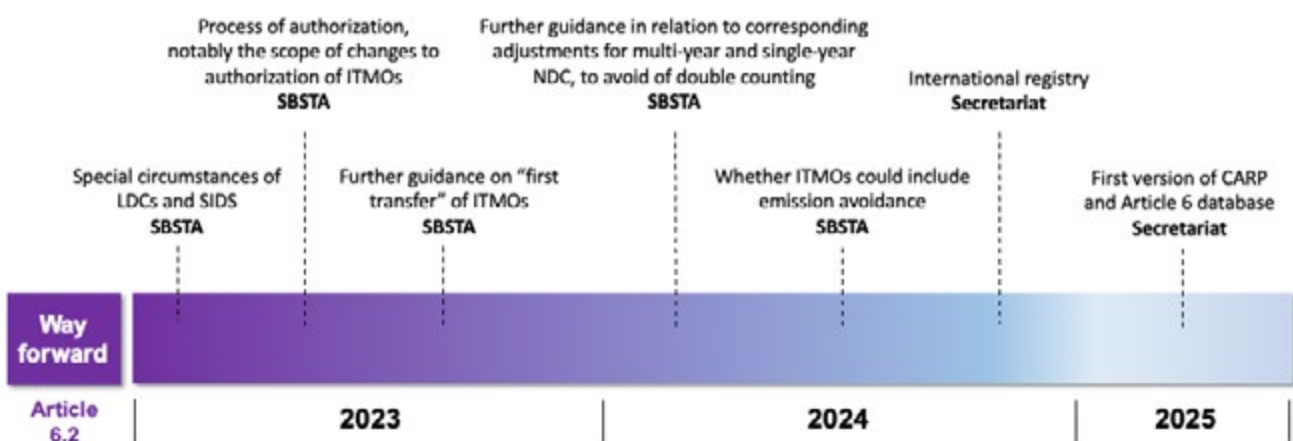 Process of authorization,
notably the scope of changes to
authorization of ITMOs
SBSTA
Further guidance in relation to corresponding
adjustments for multi-year and single-year
NDC, to avoid of double counting
SBSTA
International registry
Secretariat
Special circumstances of
LDCs and SIDS
SBSTA
Further guidance on “first
transfer” of ITMOs
SBSTA
Whether ITMOs could include
emission avoidance
SBSTA
First version of CARP
and Article 6 database
Secretariat
Way
forward
Article
6.2
2023
2024
2025